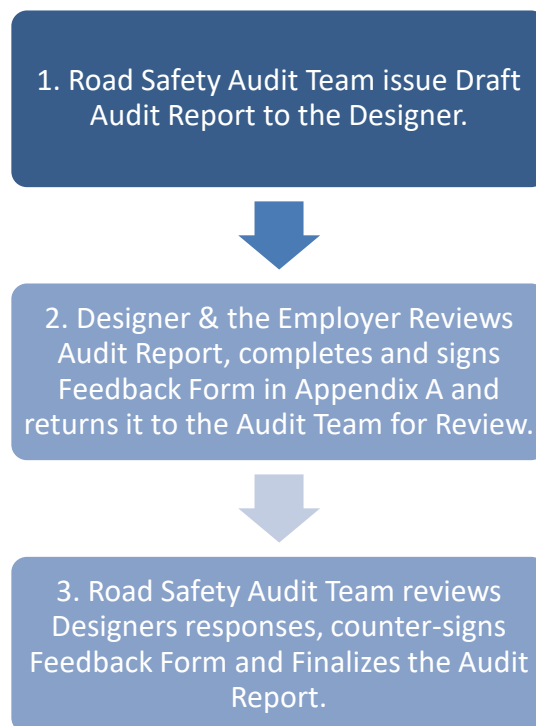 1. Road Safety Audit Team issue Draft
Audit Report to the Designer.
2. Designer & the Employer Reviews
Audit Report, completes and signs
Feedback Form in Appendix A and
returns it to the Audit Team for Review.
3. Road Safety Audit Team reviews
Designers responses, counter-signs
Feedback Form and Finalizes the Audit
Report.